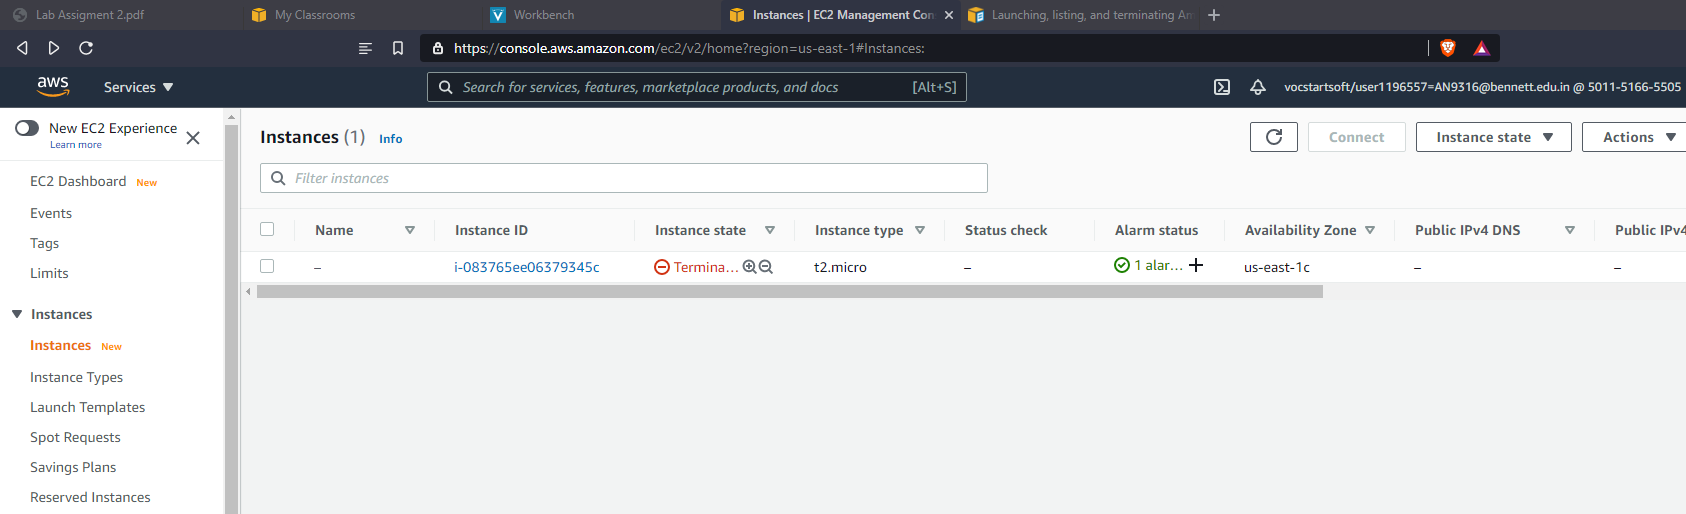 Lab Assigment 2.pdf
My Classrooms
Workbench
Instances | EC2 Management Con
Launching, listing, and terminating Am
https://console.aws.amazon.com/ec2/v2/home?region=us-east-1#Instances:
aws
Services
Search for services, features, marketplace products, and docs
[Alt+S]
vocstartsoft/user1196557=AN9316@bennett.edu.in @ 5011-5166-5505
New EC2 Experience
Learn more
EC2 Dashboard New
Events
Tags
Limits
Instances
Instances New
Instance Types
Launch Templates
Spot Requests
Savings Plans
Reserved Instances
Instances (1) Info
Connect
Instance state
Actions
Filter instances
Name Instance ID Instance state Instance type Status check Alarm status Availability Zone Public IPv4 DNS Public IPv4
– i-083765ee06379345c Termina... t2.micro – 1 alar... + us-east-1c – –